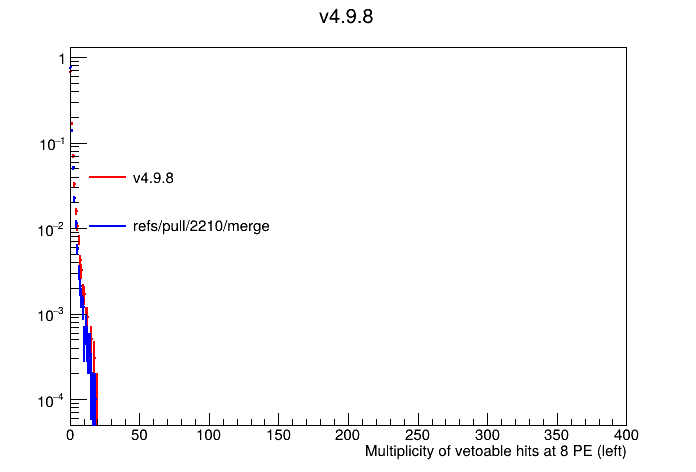 v4.9.8
1
10⁻¹
v4.9.8
10⁻²
refs/pull/2210/merge
10⁻³
10⁻⁴
0 50 100 150 200 250 300 350 400
Multiplicity of vetoable hits at 8 PE (left)